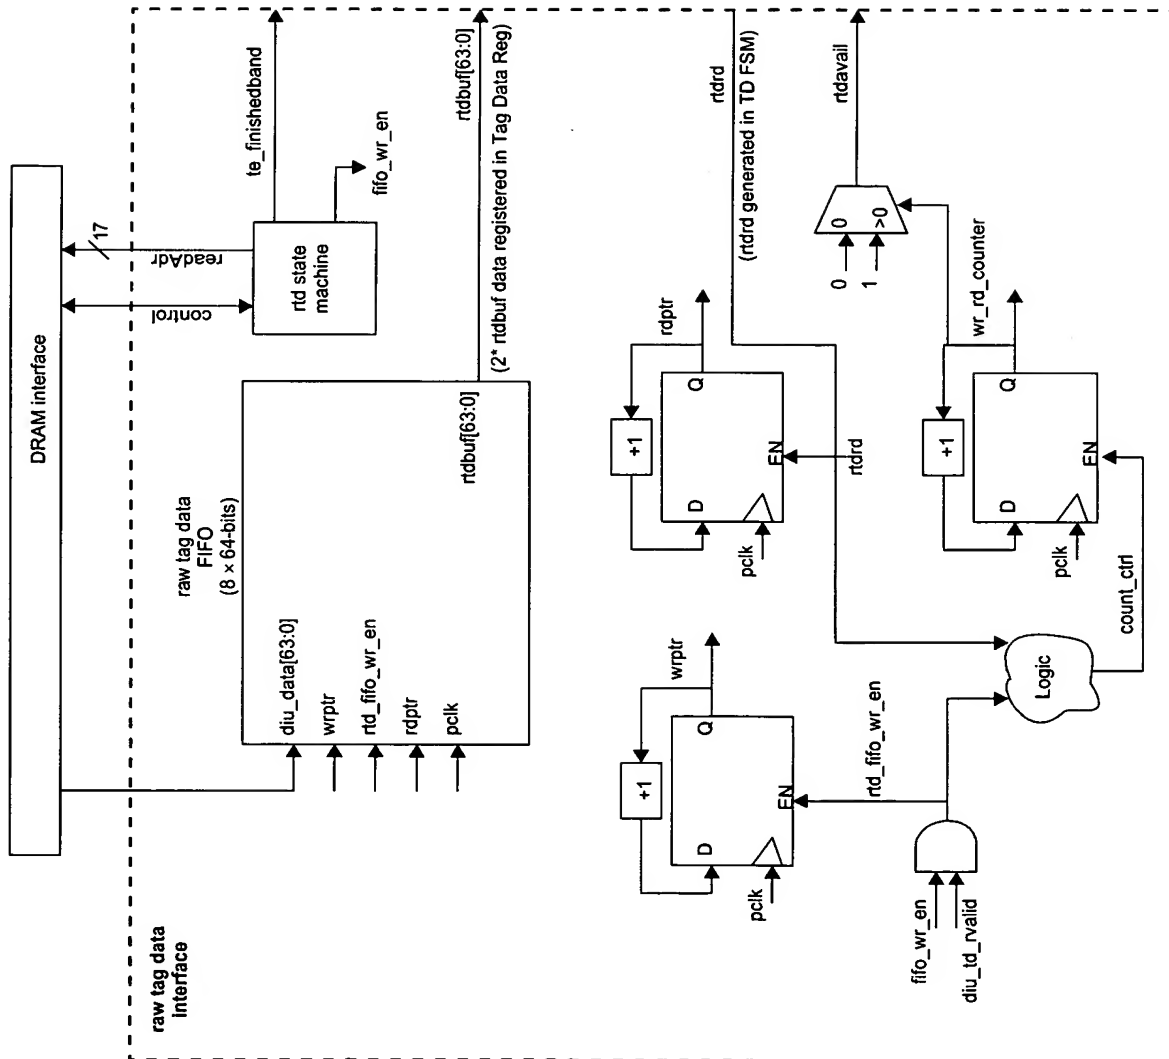 DRAM interface
control
readAdr
17
te_finishedband
rtd state
machine
fifo_wr_en
raw tag data
FIFO
(8 × 64-bits)
diu_data[63:0]
wrptr
rtd_fifo_wr_en
rdptr
pclk
rtdbuf[63:0]
rtdbuf[63:0]
(2* rtdbuf data registered in Tag Data Reg)
rtdrd
(rtdrd generated in TD FSM)
raw tag data
interface
+1
wrptr
D
Q
EN
pclk
rtd_fifo_wr_en
fifo_wr_en
diu_td_rvalid
+1
rdptr
D
Q
EN
pclk
rtdrd
Logic
count_ctrl
+1
wr_rd_counter
D
Q
EN
pclk
0
1
0
>0
rtdavail